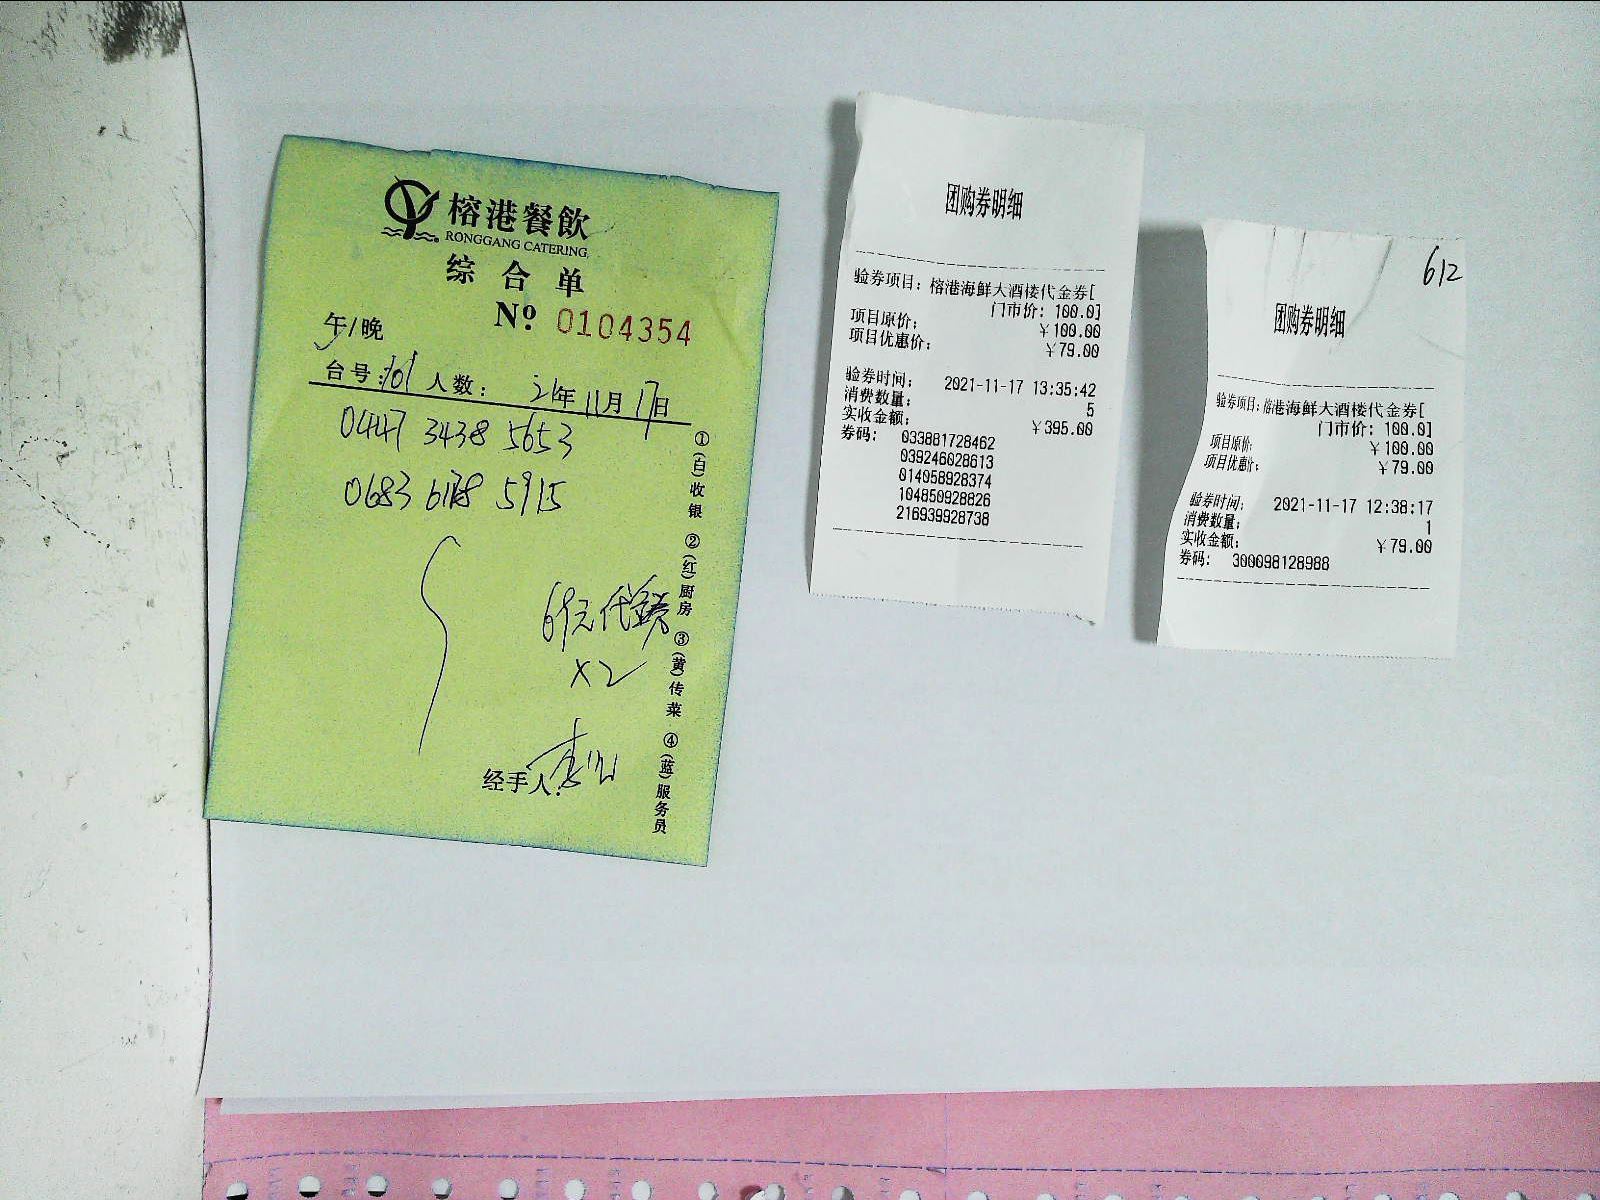 榕港餐飲
RONGGANG CATERING
综合单
№ 0104354
午/晚
台号: 101 人数: 21年11月17日
0447 3438 5653
0683 6178 5915
69元代金券
X2
经手人:
①(白)收银 ②(红)厨房 ③(黄)传菜 ④(蓝)服务员
团购券明细
验券项目: 榕港海鲜大酒楼代金券[
门市价: 100.0]
项目原价: ¥100.00
项目优惠价: ¥79.00
验券时间: 2021-11-17 13:35:42
消费数量: 5
实收金额: ¥395.00
券码: 033881728462
039246028613
014058928374
104850928826
216939928738
612
团购券明细
验券项目: 榕港海鲜大酒楼代金券[
门市价: 100.0]
项目原价: ¥100.00
项目优惠价: ¥79.00
验券时间: 2021-11-17 12:38:17
消费数量: 1
实收金额: ¥79.00
券码: 300098128988